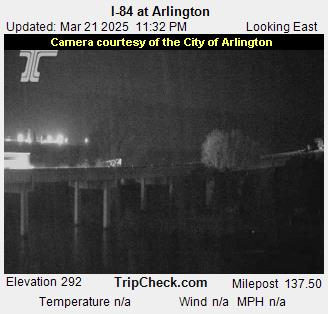 I-84 at Arlington
Updated: Mar 21 2025 11:32 PM Looking East
Camera courtesy of the City of Arlington
Elevation 292 TripCheck.com Milepost 137.50
Temperature n/a Wind n/a MPH n/a